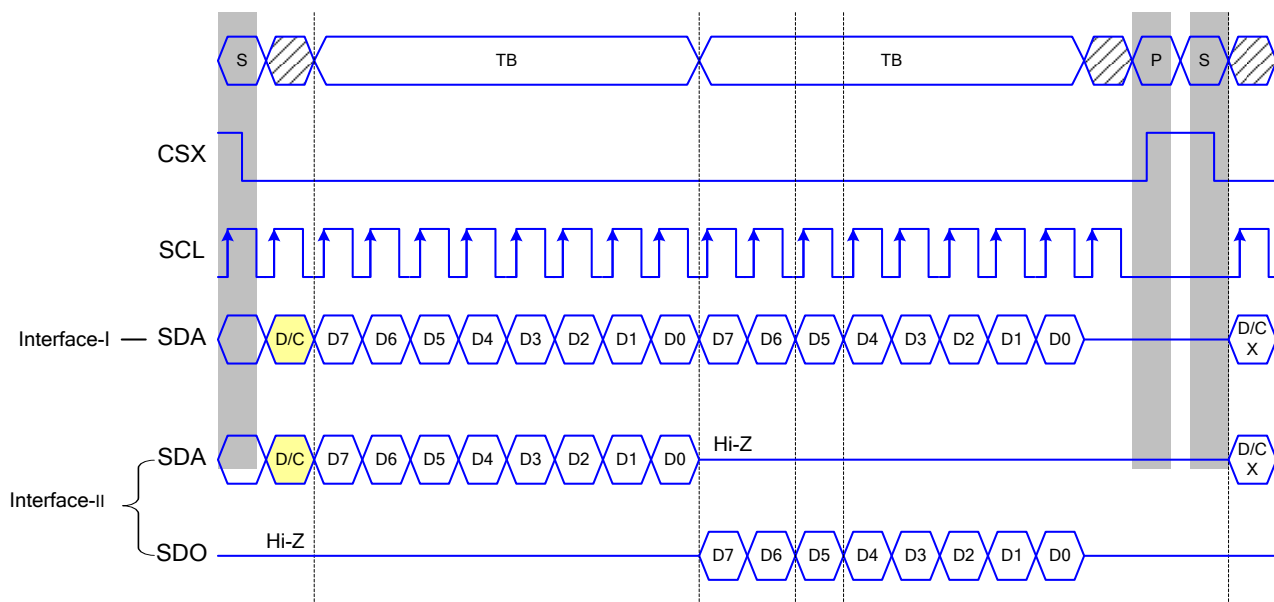 S TB TB P S
CSX
SCL
Interface-I SDA D/C D7 D6 D5 D4 D3 D2 D1 D0 D7 D6 D5 D4 D3 D2 D1 D0 D/C
X
SDA D/C D7 D6 D5 D4 D3 D2 D1 D0 Hi-Z D/C
X
Interface-II
SDO Hi-Z D7 D6 D5 D4 D3 D2 D1 D0